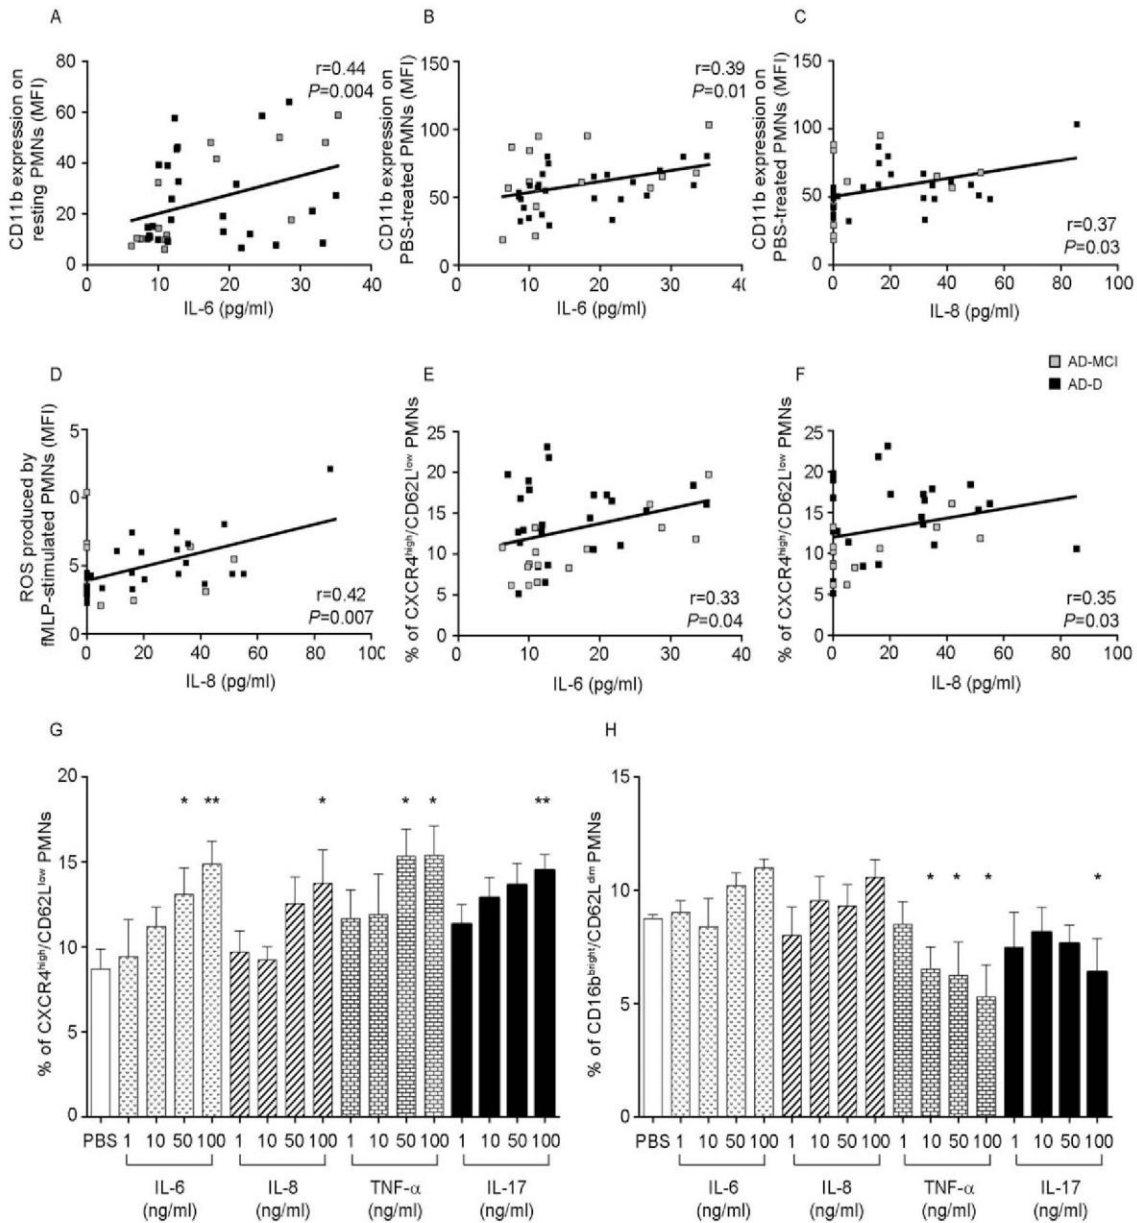 A
B
C
CD11b expression on
resting PMNs (MFI)
80
60
40
20
0
r=0.44
P=0.004
0 10 20 30 40
IL-6 (pg/ml)
CD11b expression on
PBS-treated PMNs (MFI)
150
100
50
0
r=0.39
P=0.01
0 10 20 30 4(
IL-6 (pg/ml)
CD11b expression on
PBS-treated PMNs (MFI)
150
100
50
0
r=0.37
P=0.03
0 20 40 60 80 100
IL-8 (pg/ml)
D
E
F
AD-MCI
AD-D
ROS produced by
fMLP-stimulated PMNs (MFI)
5
0
5
0
r=0.42
P=0.007
0 20 40 60 80 100
IL-8 (pg/ml)
% of CXCR4high/CD62Llow PMNs
25
20
15
10
5
0
r=0.33
P=0.04
0 10 20 30 40
IL-6 (pg/ml)
% of CXCR4high/CD62Llow PMNs
25
20
15
10
5
0
r=0.35
P=0.03
0 20 40 60 80 100
IL-8 (pg/ml)
G
H
% of CXCR4high/CD62Llow PMNs
20
15
10
5
0
* ** * * * **
PBS 1 10 50 100 1 10 50 100 1 10 50 100 1 10 50 100
IL-6 IL-8 TNF-α IL-17
(ng/ml) (ng/ml) (ng/ml) (ng/ml)
% of CD16bbright/CD62Ldim PMNs
15
10
5
0
* * * *
PBS 1 10 50 100 1 10 50 100 1 10 50 100 1 10 50 100
IL-6 IL-8 TNF-α IL-17
(ng/ml) (ng/ml) (ng/ml) (ng/ml)